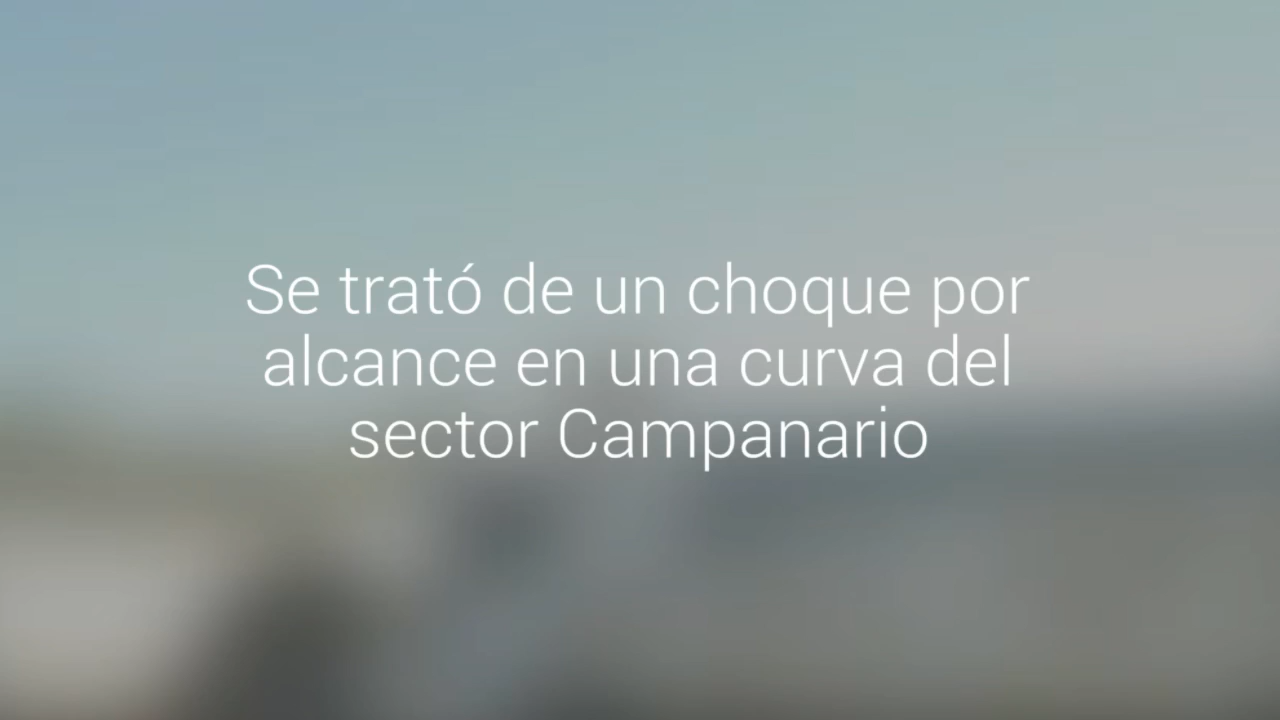 Se trató de un choque por
alcance en una curva del
sector Campanario